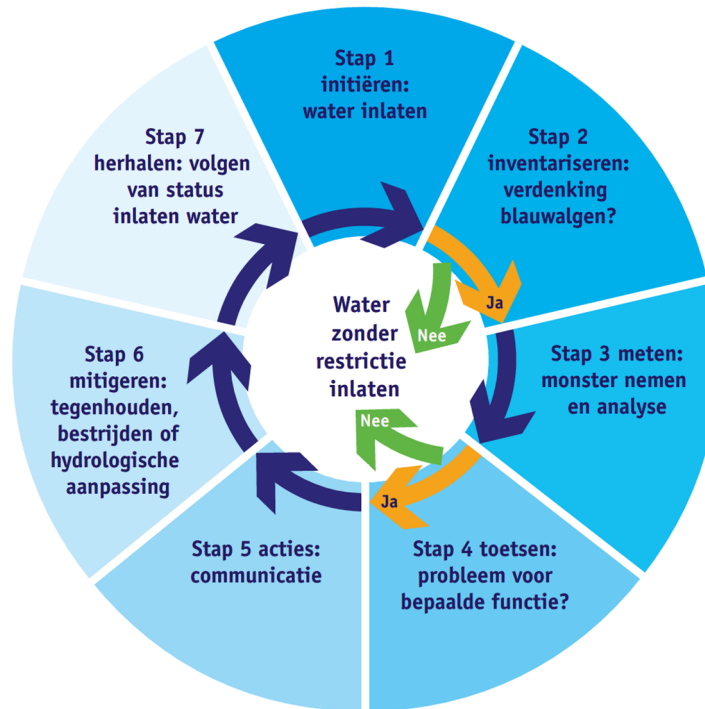 Stap 1
initiëren:
water inlaten
Stap 2
inventariseren:
verdenking
blauwalgen?
Ja
Nee
Stap 3 meten:
monster nemen
en analyse
Stap 4 toetsen:
probleem voor
bepaalde functie?
Ja
Nee
Stap 5 acties:
communicatie
Stap 6
mitigeren:
tegenhouden,
bestrijden of
hydrologische
aanpassing
Stap 7
herhalen: volgen
van status
inlaten water
Water
zonder
restrictie
inlaten